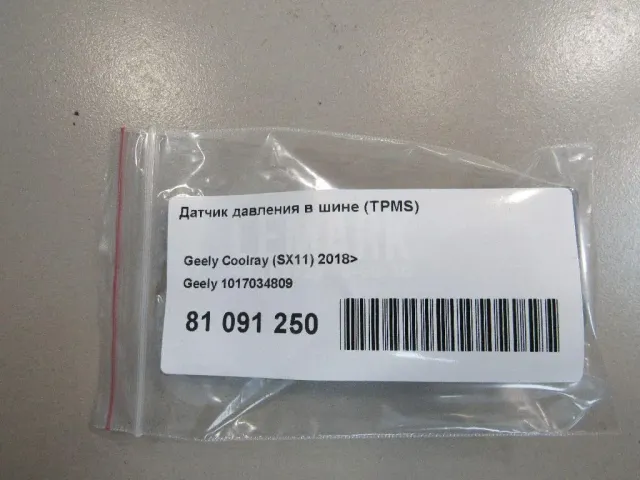 Датчик давления в шине (TPMS)
Geely Coolray (SX11) 2018>
Geely 1017034809
81 091 250